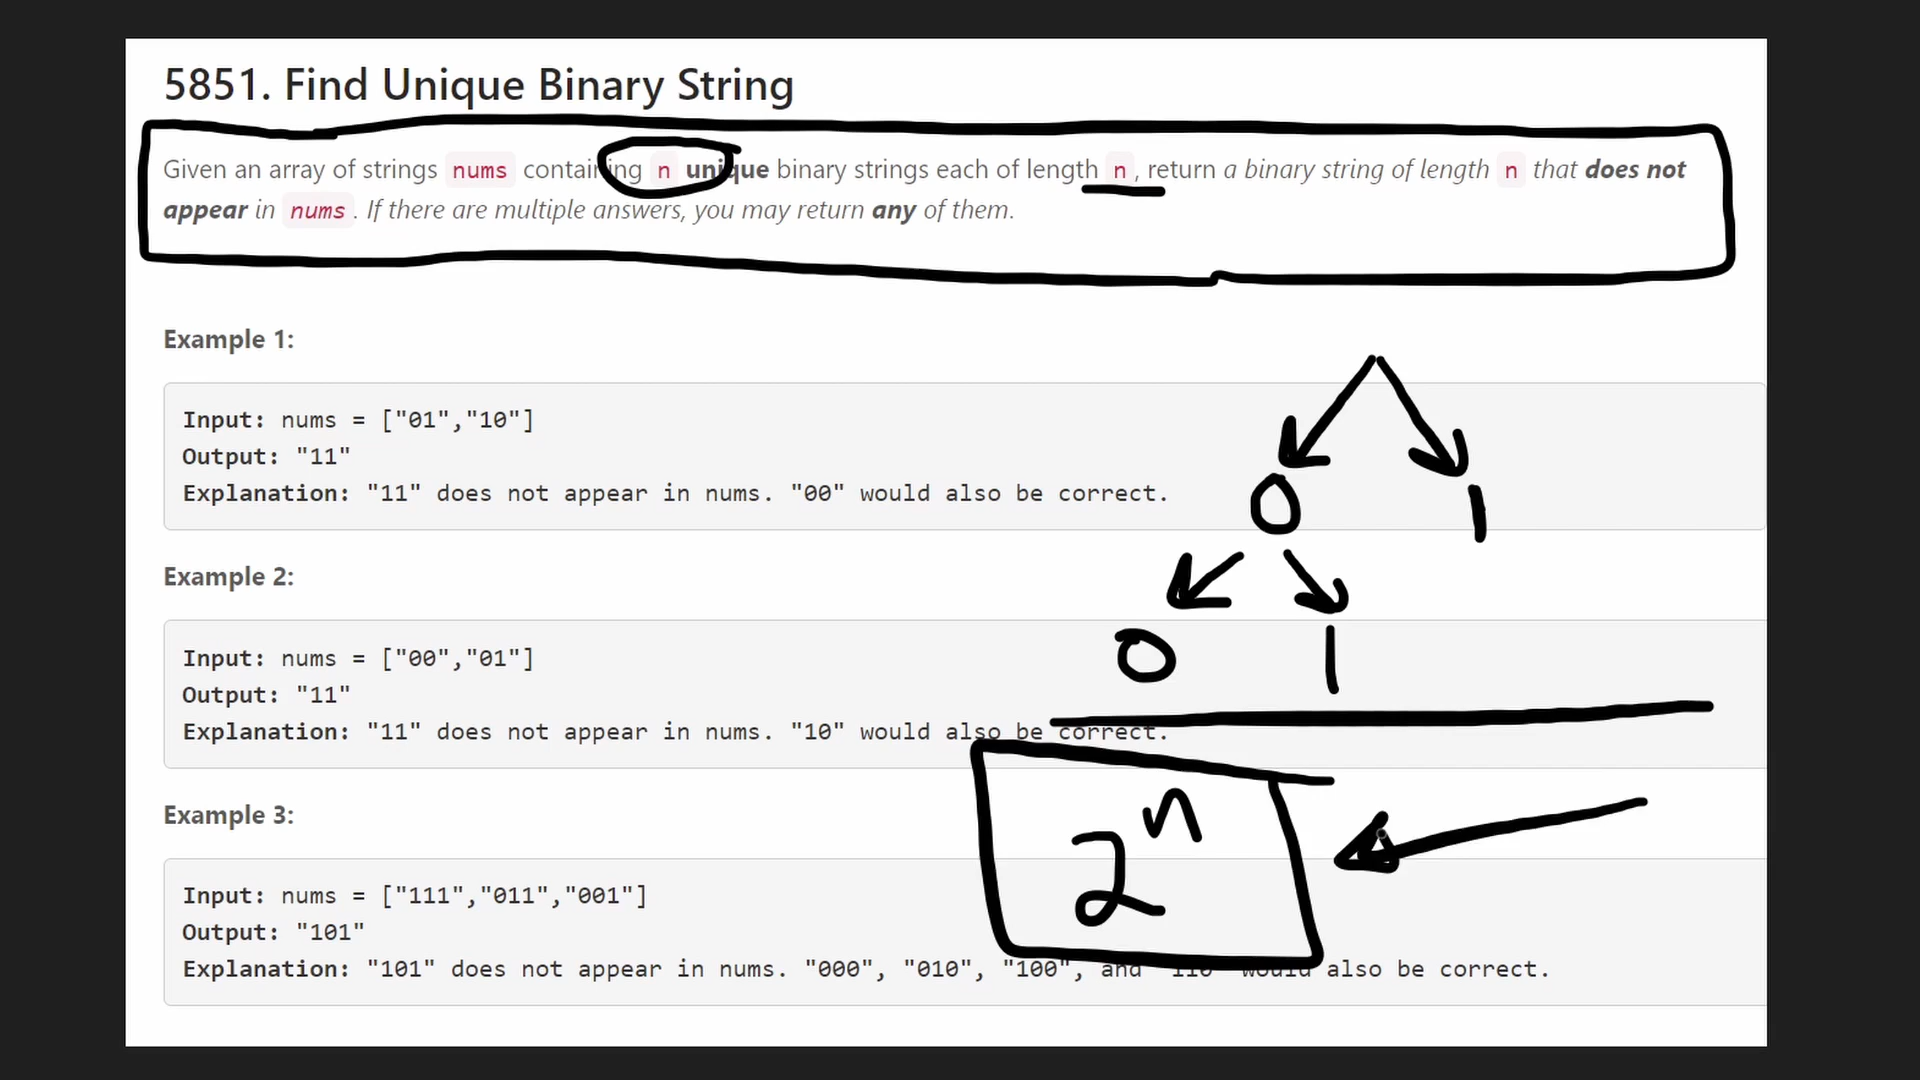 5851. Find Unique Binary String
Given an array of strings nums containing n unique binary strings each of length n, return a binary string of length n that does not
appear in nums. If there are multiple answers, you may return any of them.
Example 1:
Input: nums = ["01","10"]
Output: "11"
Explanation: "11" does not appear in nums. "00" would also be correct.
0 1
Example 2:
0 1
Input: nums = ["00","01"]
Output: "11"
Explanation: "11" does not appear in nums. "10" would also be correct.
2^n
Example 3:
Input: nums = ["111","011","001"]
Output: "101"
Explanation: "101" does not appear in nums. "000", "010", "100", and "110" would also be correct.